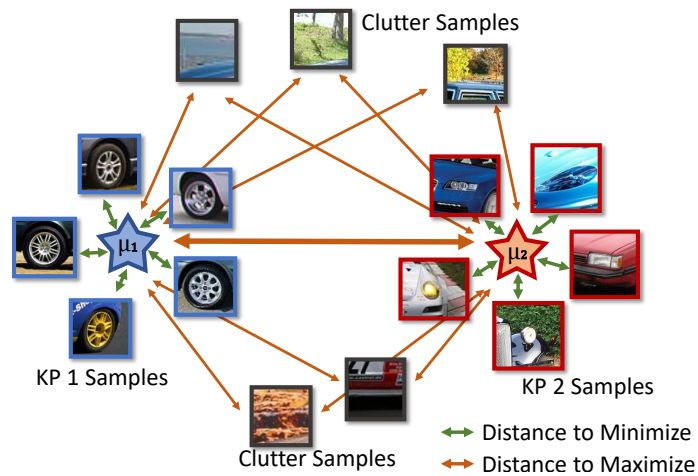 Clutter Samples
μ₁
μ₂
KP 1 Samples
KP 2 Samples
Clutter Samples
Distance to Minimize
Distance to Maximize